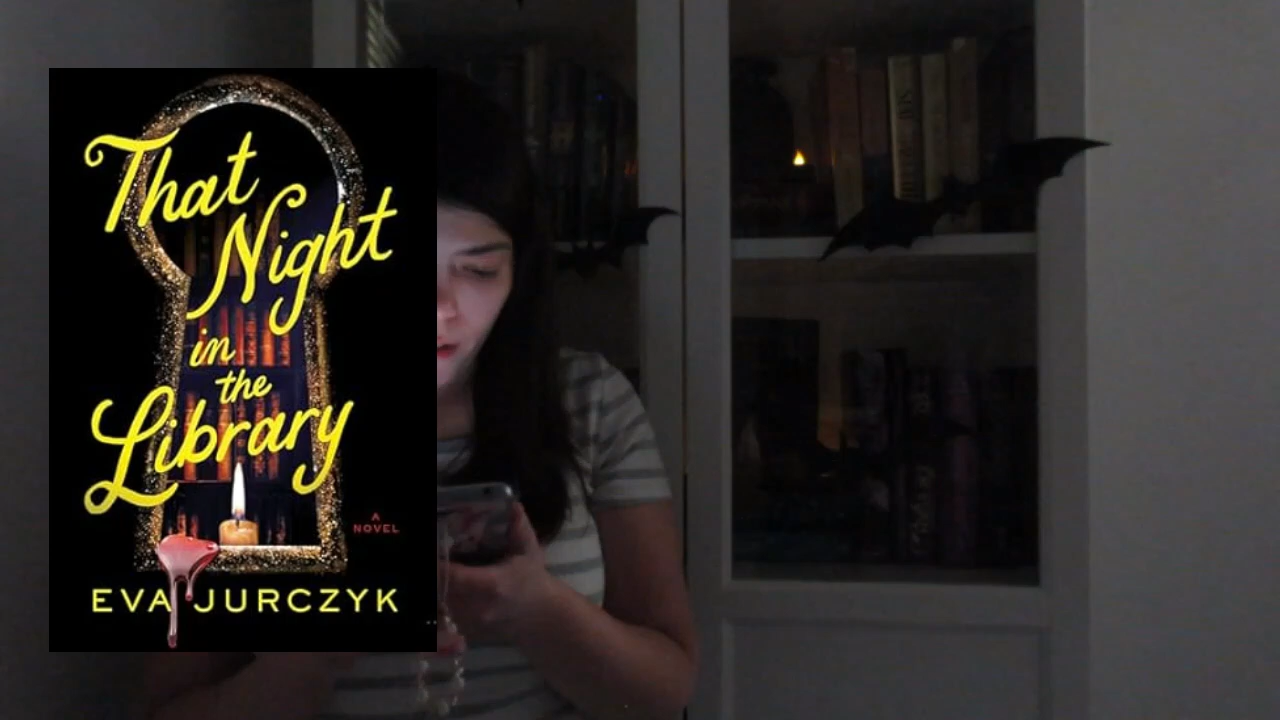 That
Night
in
the
Library
A
NOVEL
EVA JURCZYK